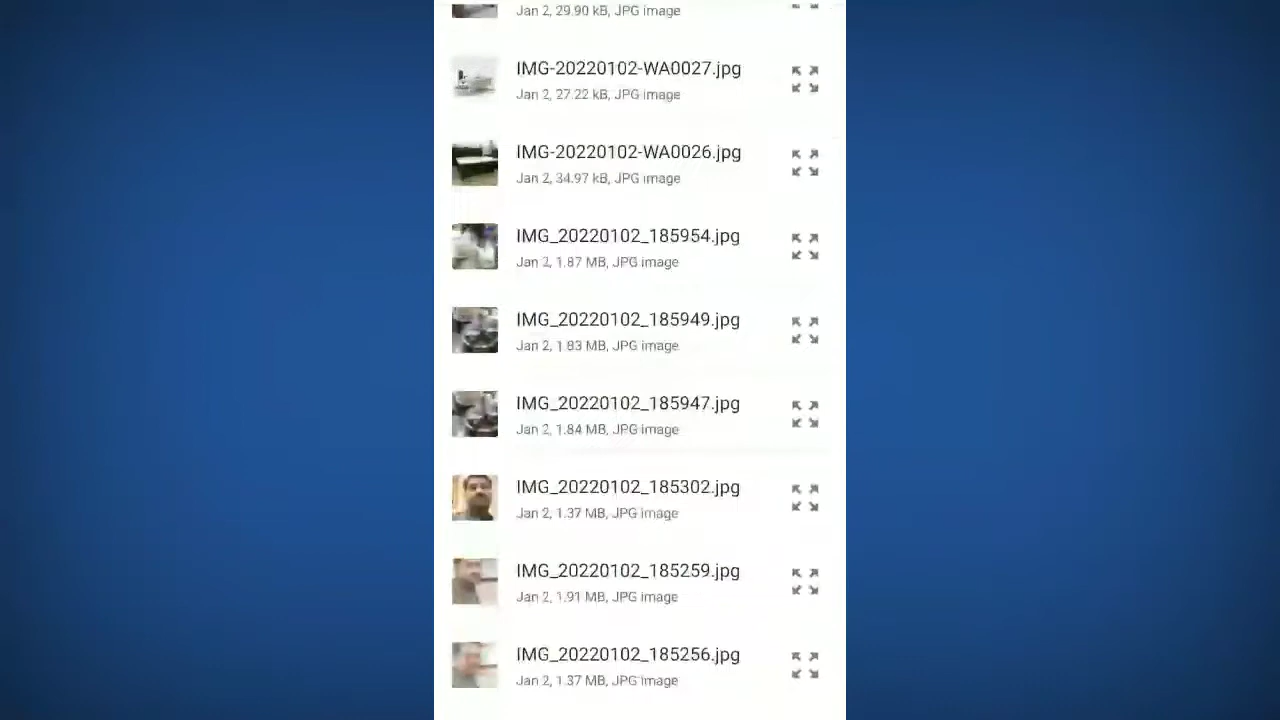 Jan 2, 29.90 kB, JPG image
IMG-20220102-WA0027.jpg
Jan 2, 27.22 kB, JPG image
IMG-20220102-WA0026.jpg
Jan 2, 34.97 kB, JPG image
IMG_20220102_185954.jpg
Jan 2, 1.87 MB, JPG image
IMG_20220102_185949.jpg
Jan 2, 1.83 MB, JPG image
IMG_20220102_185947.jpg
Jan 2, 1.84 MB, JPG image
IMG_20220102_185302.jpg
Jan 2, 1.37 MB, JPG image
IMG_20220102_185259.jpg
Jan 2, 1.91 MB, JPG image
IMG_20220102_185256.jpg
Jan 2, 1.37 MB, JPG image